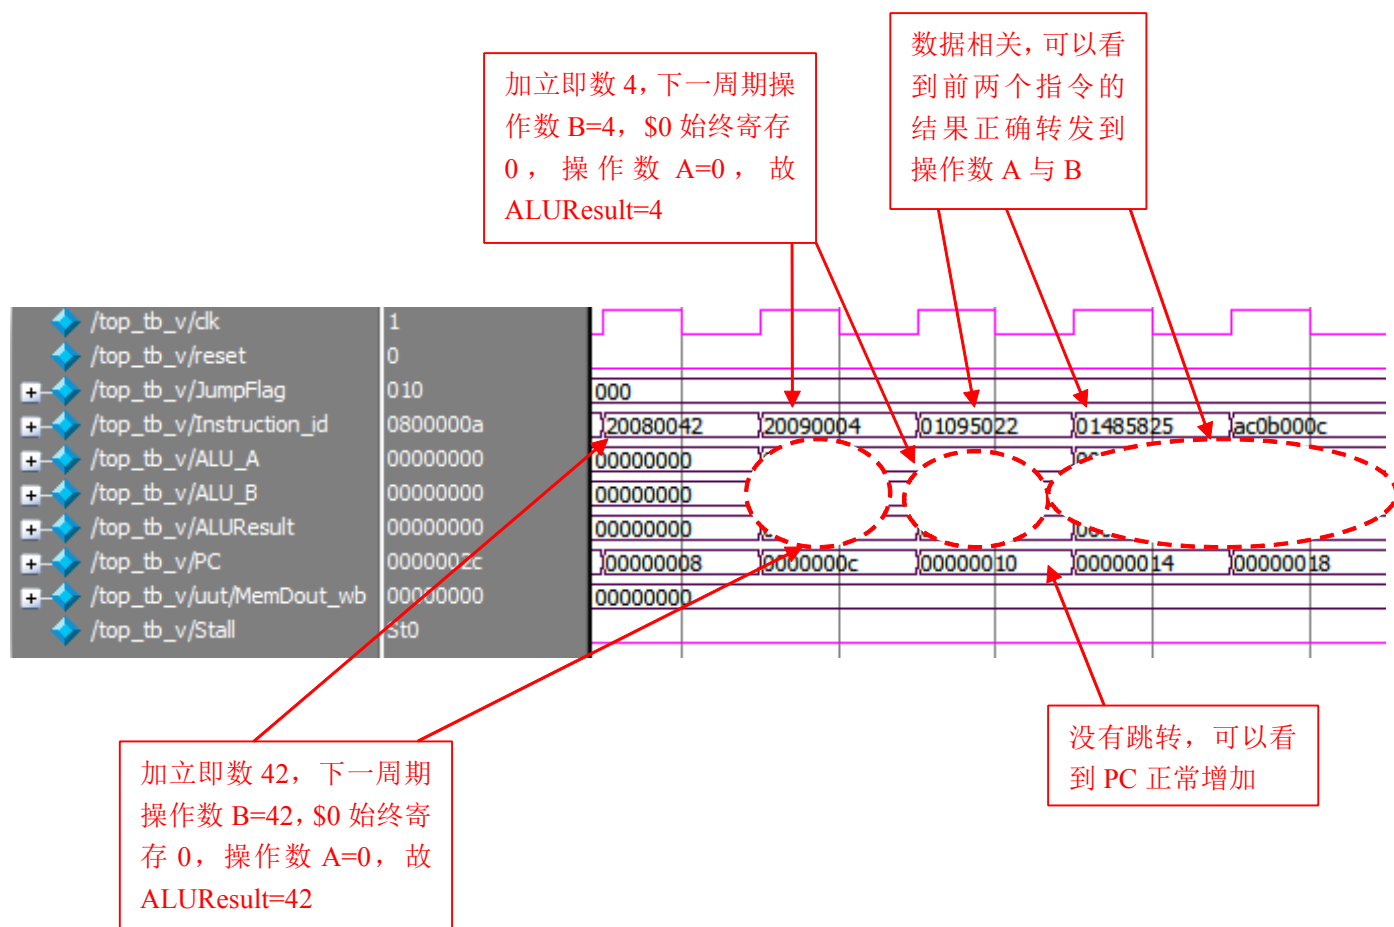 数据相关，可以看
到前两个指令的
结果正确转发到
操作数 A 与 B
加立即数 4，下一周期操
作数 B=4，$0 始终寄存
0，操作数 A=0，故
ALUResult=4
/top_tb_v/clk 1
/top_tb_v/reset 0
/top_tb_v/JumpFlag 010 000
/top_tb_v/Instruction_id 0800000a 20080042 20090004 01095022 01485825 ac0b000c
/top_tb_v/ALU_A 00000000 00000000
/top_tb_v/ALU_B 00000000 00000000
/top_tb_v/ALUResult 00000000 00000000
/top_tb_v/PC 0000002c 00000008 0000000c 00000010 00000014 00000018
/top_tb_v/uut/MemDout_wb 00000000 00000000
/top_tb_v/Stall St0
没有跳转，可以看
到 PC 正常增加
加立即数 42，下一周期
操作数 B=42，$0 始终寄
存 0，操作数 A=0，故
ALUResult=42